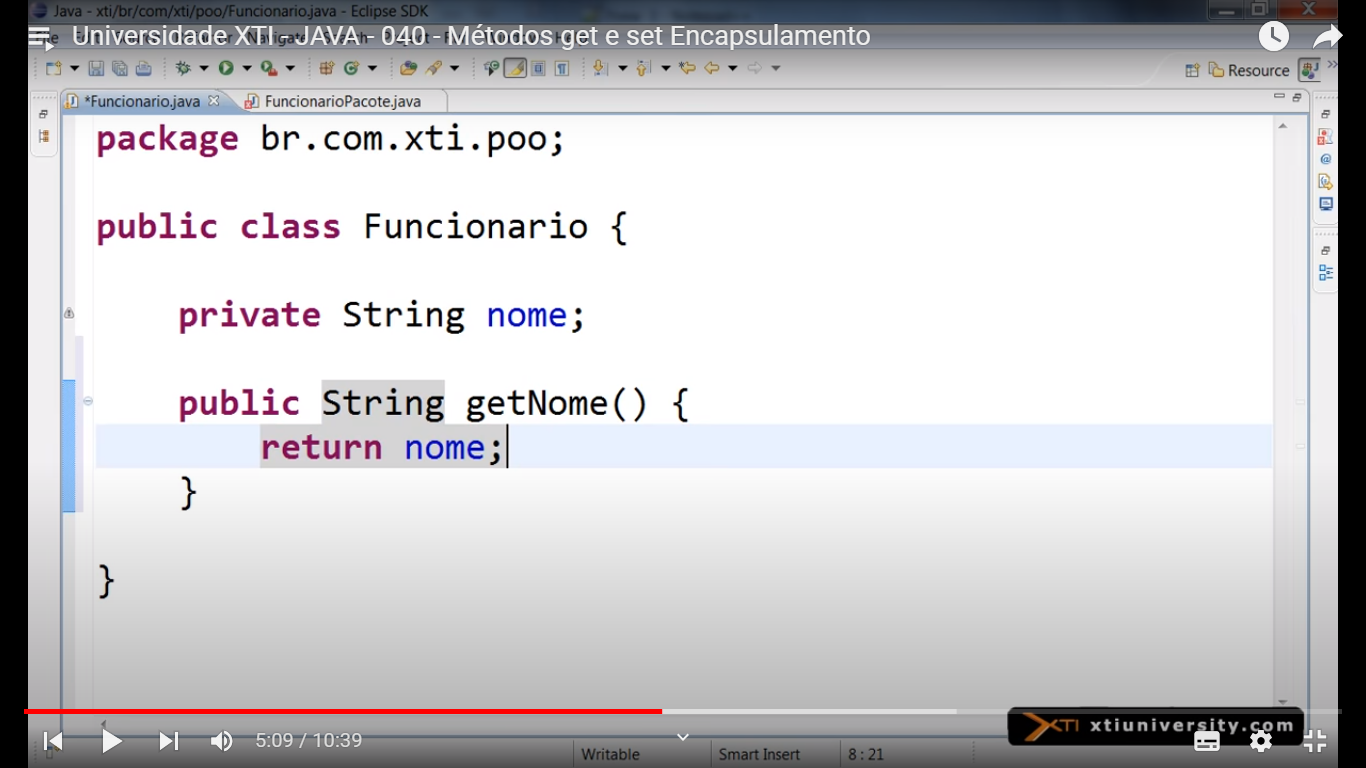 Java - xti/br/com/xti/poo/Funcionario.java - Eclipse SDK
Universidade XTI - JAVA - 040 - Métodos get e set Encapsulamento
Resource
*Funcionario.java
FuncionarioPacote.java
package br.com.xti.poo;
public class Funcionario {
private String nome;
public String getNome() {
return nome;
}
}
XTI xtiuniversity.com
5:09 / 10:39
Writable
Smart Insert
8 : 21